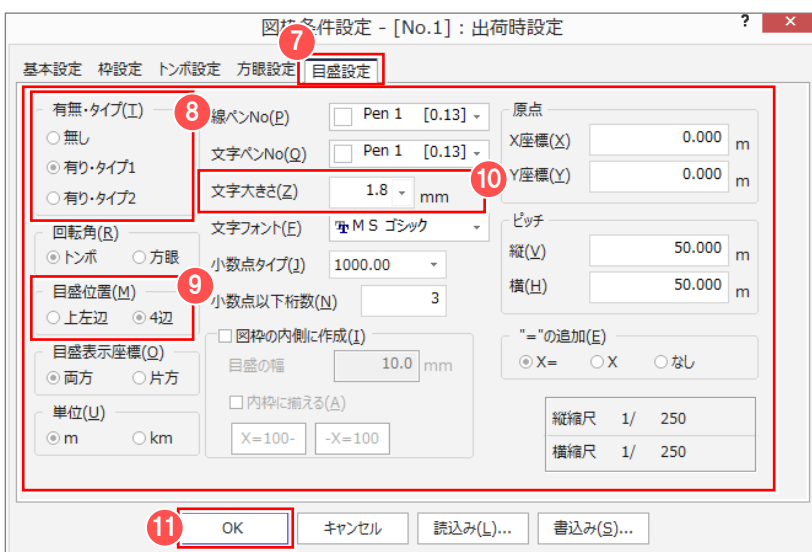 図枠条件設定 - [No.1] : 出荷時設定 ? ×
7
基本設定 枠設定 トンボ設定 方眼設定 目盛設定
有無・タイプ(T)
8
無し
有り・タイプ1
有り・タイプ2
回転角(R)
トンボ 方眼
9
目盛位置(M)
上左辺 4辺
目盛表示座標(O)
両方 片方
単位(U)
m km
線ペンNo(P) Pen 1 [0.13]
文字ペンNo(Q) Pen 1 [0.13]
10
文字大きさ(Z) 1.8 mm
文字フォント(F) MS ゴシック
小数点タイプ(J) 1000.00
小数点以下桁数(N) 3
図枠の内側に作成(I)
目盛の幅 10.0 mm
内枠に揃える(A)
X=100- -X=100
原点
X座標(X) 0.000 m
Y座標(Y) 0.000 m
ピッチ
縦(V) 50.000 m
横(H) 50.000 m
"="の追加(E)
X= X なし
縦縮尺 1/ 250
横縮尺 1/ 250
11
OK キャンセル 読込み(L)... 書込み(S)...